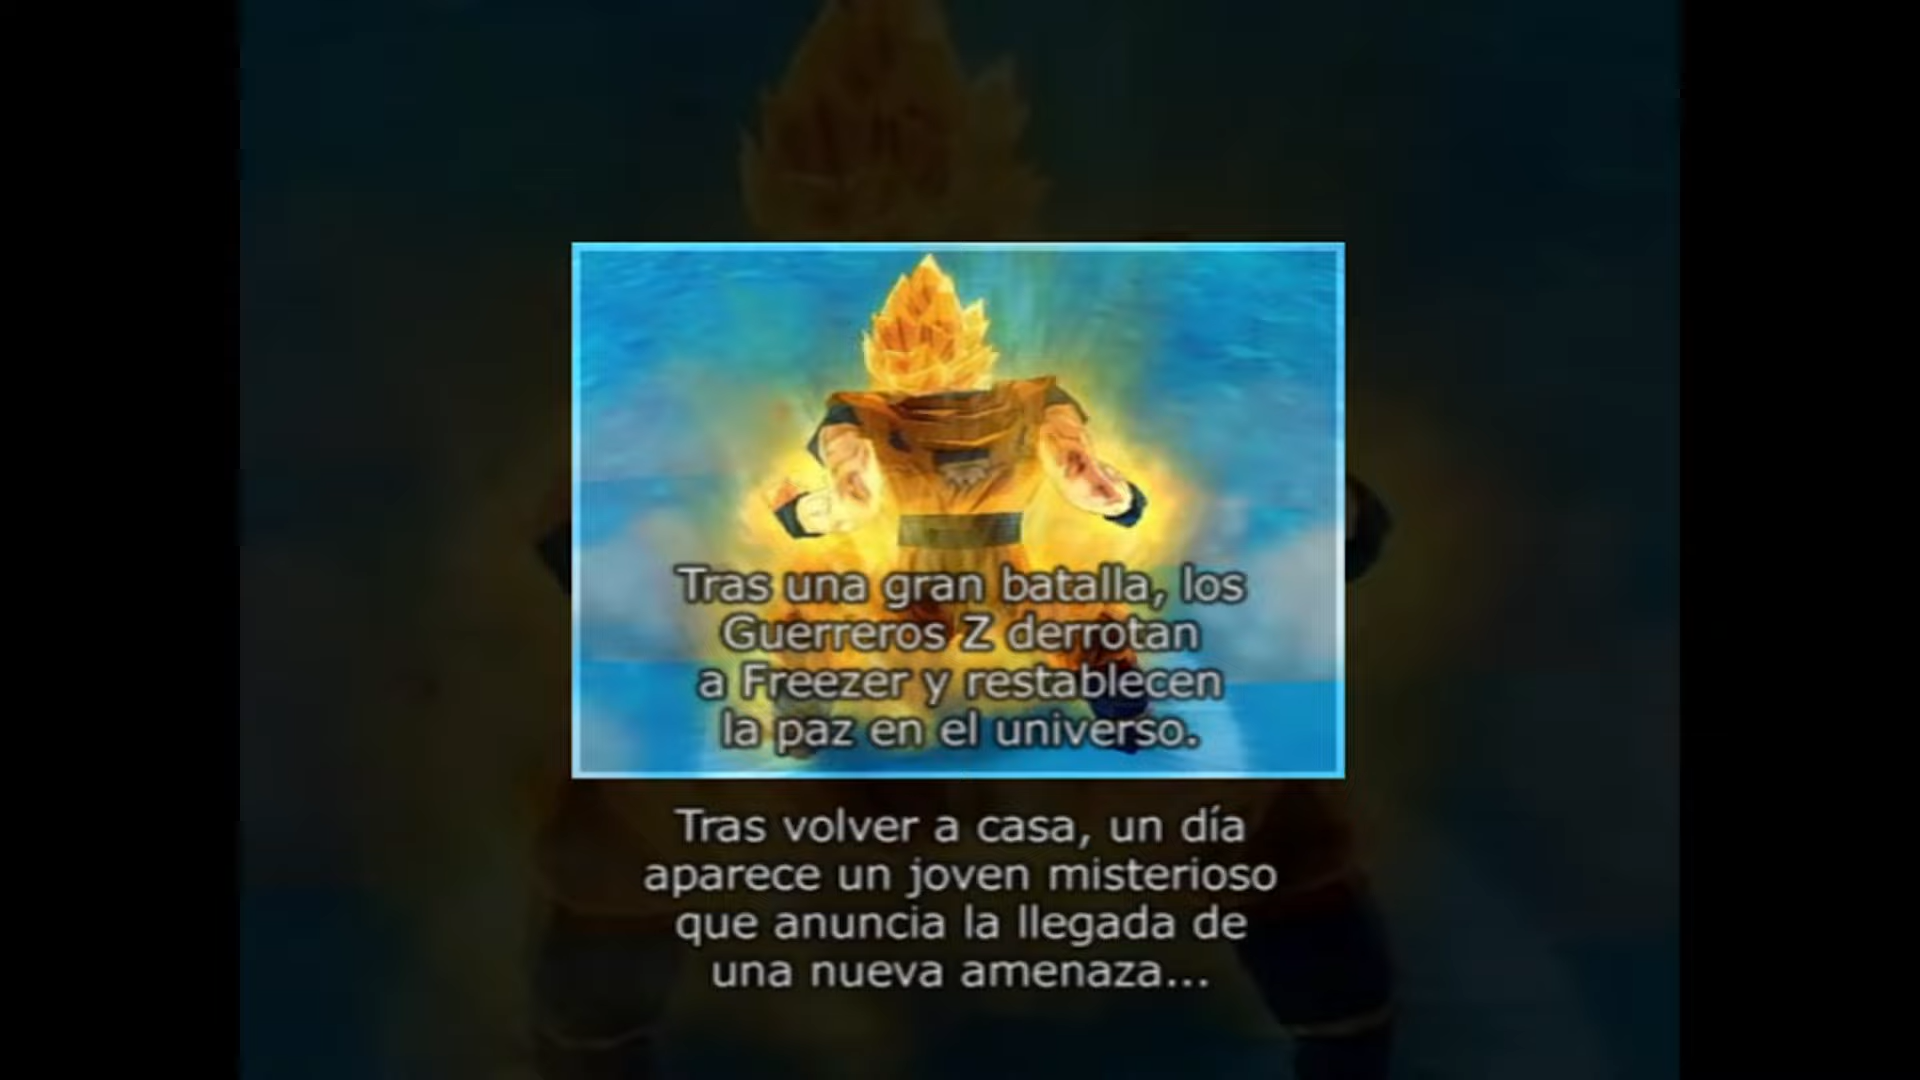 Tras una gran batalla, los
Guerreros Z derrotan
a Freezer y restablecen
la paz en el universo.
Tras volver a casa, un día
aparece un joven misterioso
que anuncia la llegada de
una nueva amenaza...